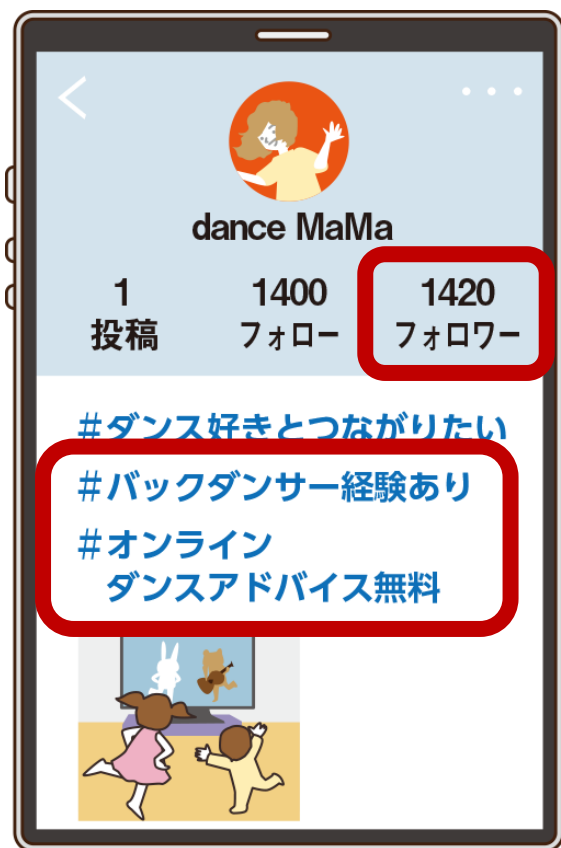 dance MaMa
1 1400 1420
投稿 フォロー フォロワー
#ダンス好きとつながりたい
#バックダンサー経験あり
#オンライン
ダンスアドバイス無料